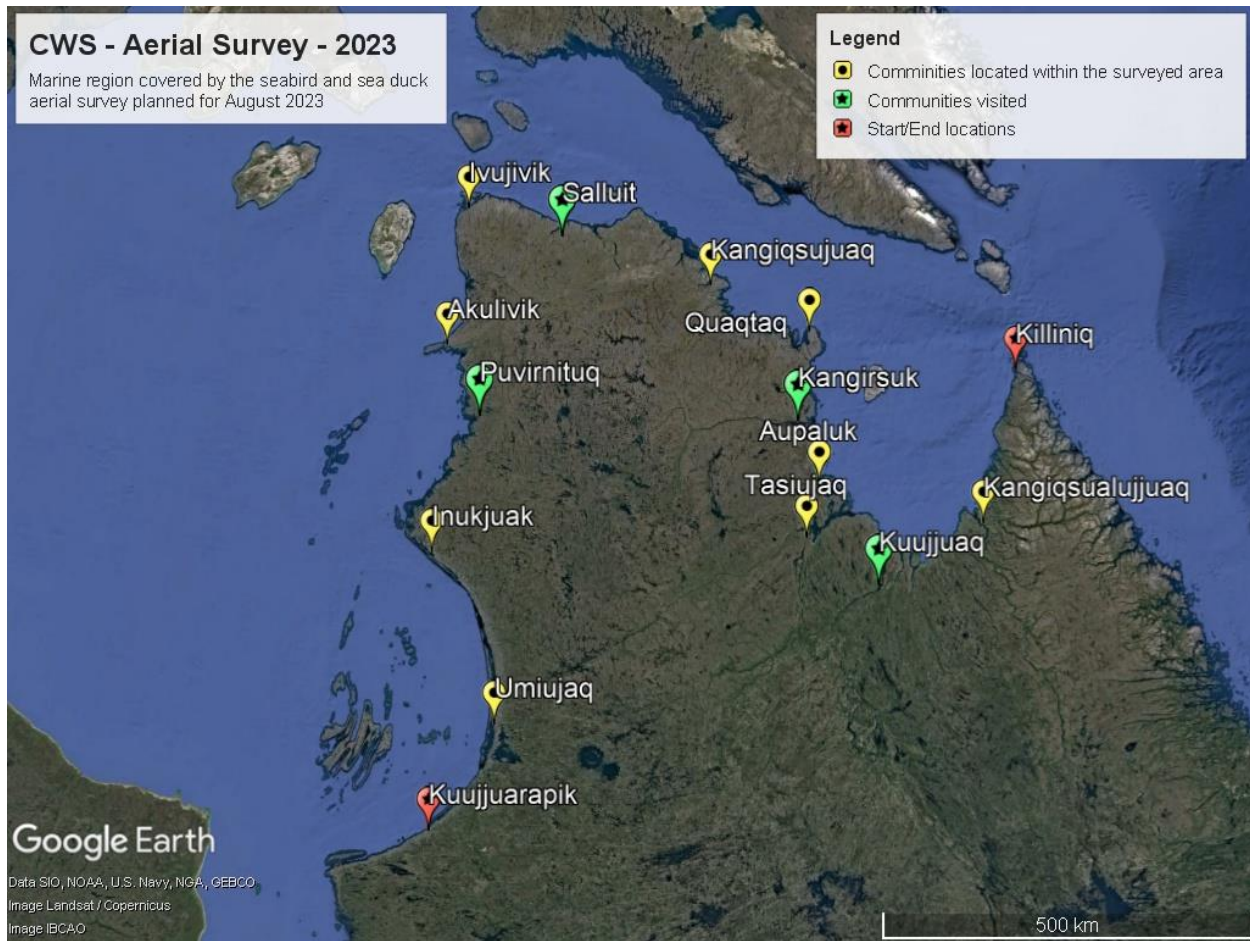 CWS - Aerial Survey - 2023
Marine region covered by the seabird and sea duck
aerial survey planned for August 2023
Legend
Comminities located within the surveyed area
Communities visited
Start/End locations
Ivujivik
Salluit
Kangiqsujuaq
Akulivik
Quaqtaq
Killiniq
Puvirnituq
Kangirsuk
Aupaluk
Tasiujaq
Kangiqsualujjuaq
Inukjuak
Kuujjuaq
Umiujaq
Kuujjuarapik
Google Earth
Data SIO, NOAA, U.S. Navy, NGA, GEBCO
Image Landsat / Copernicus
Image IBCAO
500 km